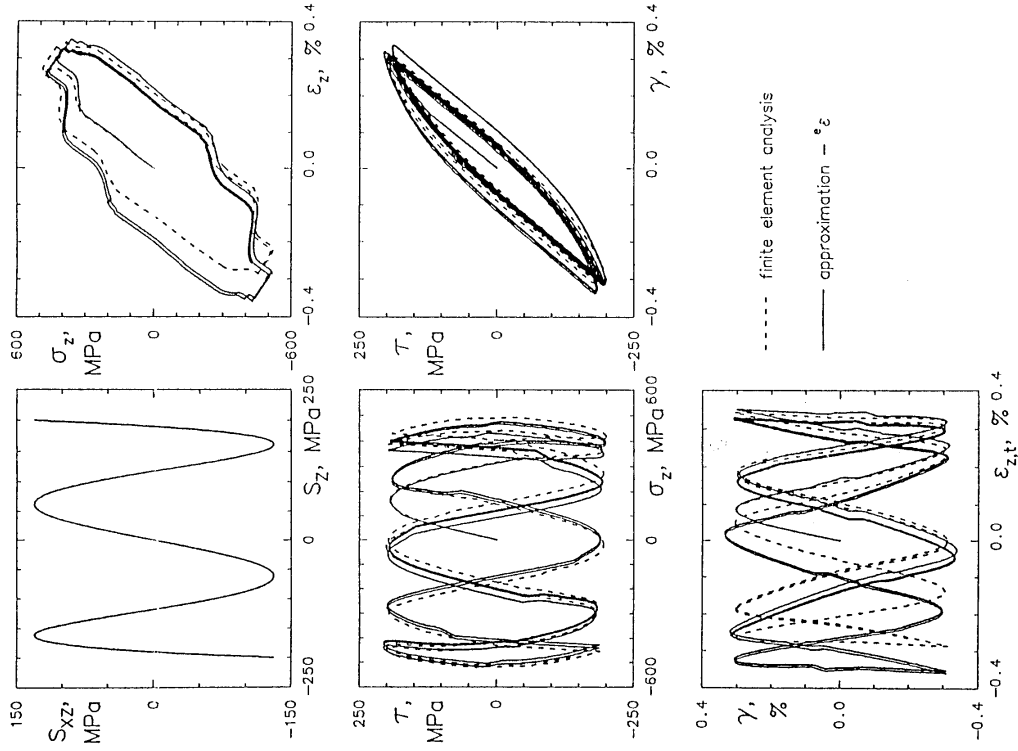 150
S_XZ,
MPa
0
-150
-250
0
S_Z, MPa
250
600
σ_z,
MPa
0
-600
-0.4
0.0
ε_z, %
0.4
250
τ,
MPa
0
-250
-600
0
σ_z, MPa
600
250
τ,
MPa
0
-250
-0.4
0.0
γ, %
0.4
0.4
γ,
%
0.0
-0.4
-0.4
0.0
ε_z,t, %
0.4
finite element analysis
approximation – ^eε